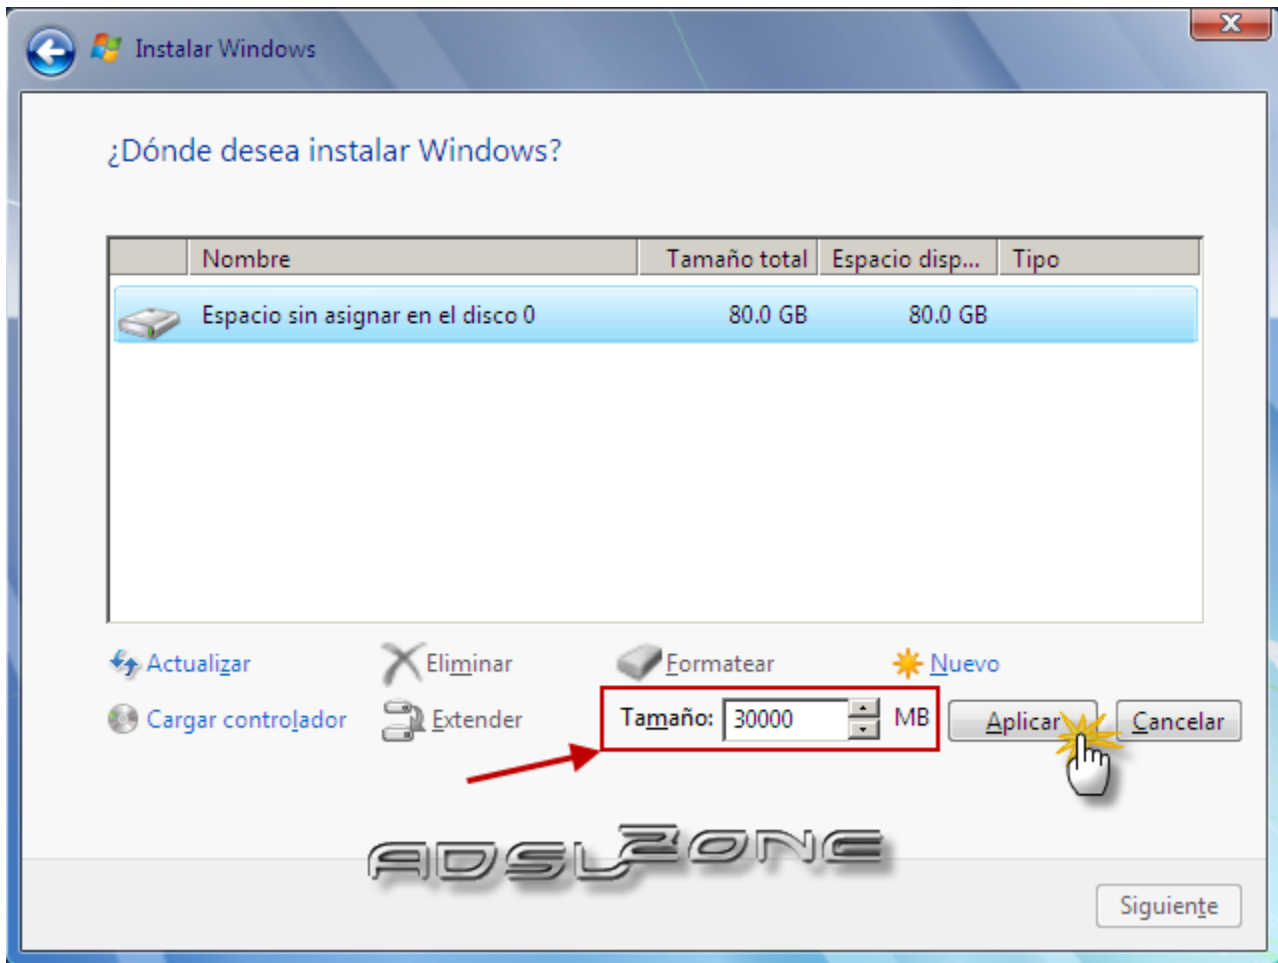 Instalar Windows
¿Dónde desea instalar Windows?
Nombre Tamaño total Espacio disp... Tipo
Espacio sin asignar en el disco 0 80.0 GB 80.0 GB
Actualizar Eliminar Formatear Nuevo
Cargar controlador Extender Tamaño: 30000 MB Aplicar Cancelar
ADSLZONE
Siguiente